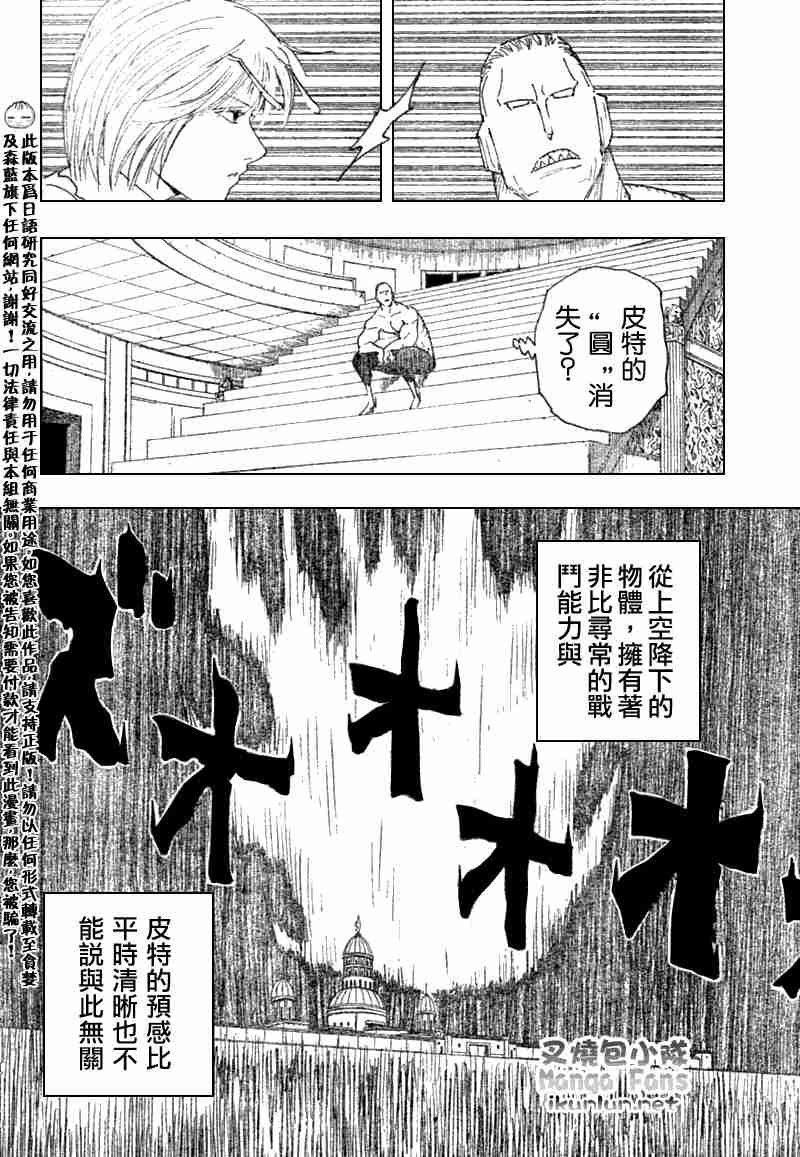 皮特的
“圓”消
失了？
從上空降下的
物體，擁有著
非比尋常的戰
鬥能力與
ズオオオオオ
皮特的預感比
平時清晰也不
能說與此無關
此版本爲日語研究同好交流之用，請勿用于任何商業用途，如您喜歡此作品，請支持正版！請勿以任何形式轉載至貪婪
及森藍旗下任何網站，謝謝！一切法律責任與本組無關，如果您被告知需要付款才能看到此漫畫，那麼，您被騙了！
叉燒包小隊
Manga Fans
ikunlun.net